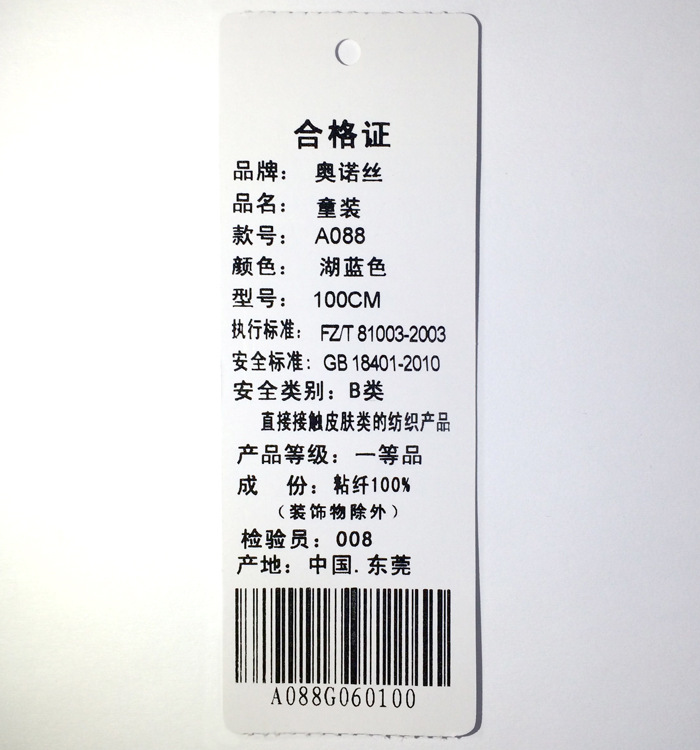 合格证
品牌： 奥诺丝
品名： 童装
款号： A088
颜色： 湖蓝色
型号： 100CM
执行标准： FZ/T 81003-2003
安全标准： GB 18401-2010
安全类别： B类
直接接触皮肤类的纺织产品
产品等级： 一等品
成 份： 粘纤100%
（装饰物除外）
检验员： 008
产地： 中国.东莞
A088G060100